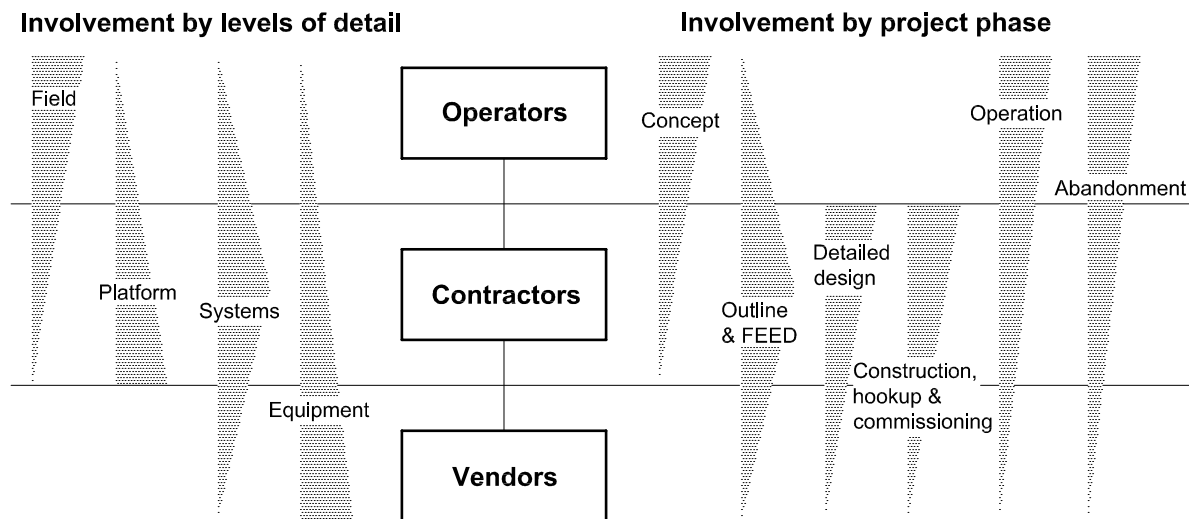 Involvement by levels of detail
Involvement by project phase
Field
Platform
Systems
Equipment
Operators
Contractors
Vendors
Concept
Outline
& FEED
Detailed
design
Construction,
hookup &
commissioning
Operation
Abandonment